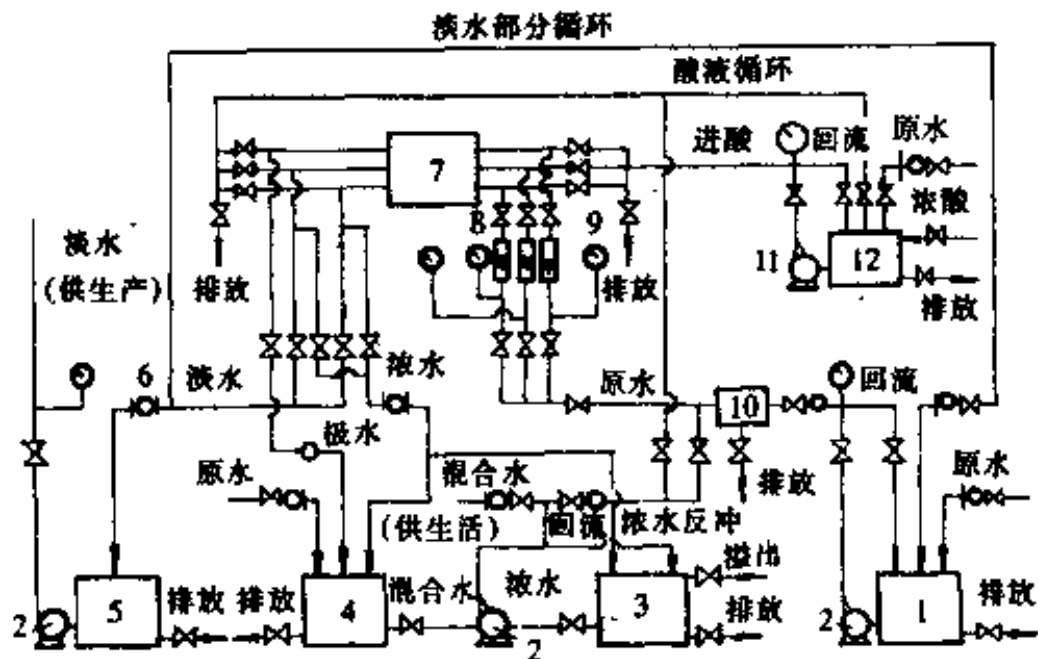 淡水部分循环
酸液循环
进酸
回流
原水
7
8
9
浓酸
淡水
(供生产)
排放
排放
11
12
排放
6
淡水
浓水
原水
10
回流
极水
原水
混合水
排放
原水
(供生活)
回流
浓水反冲
溢出
2
5
排放
排放
4
混合水
浓水
2
3
排放
2
1
排放